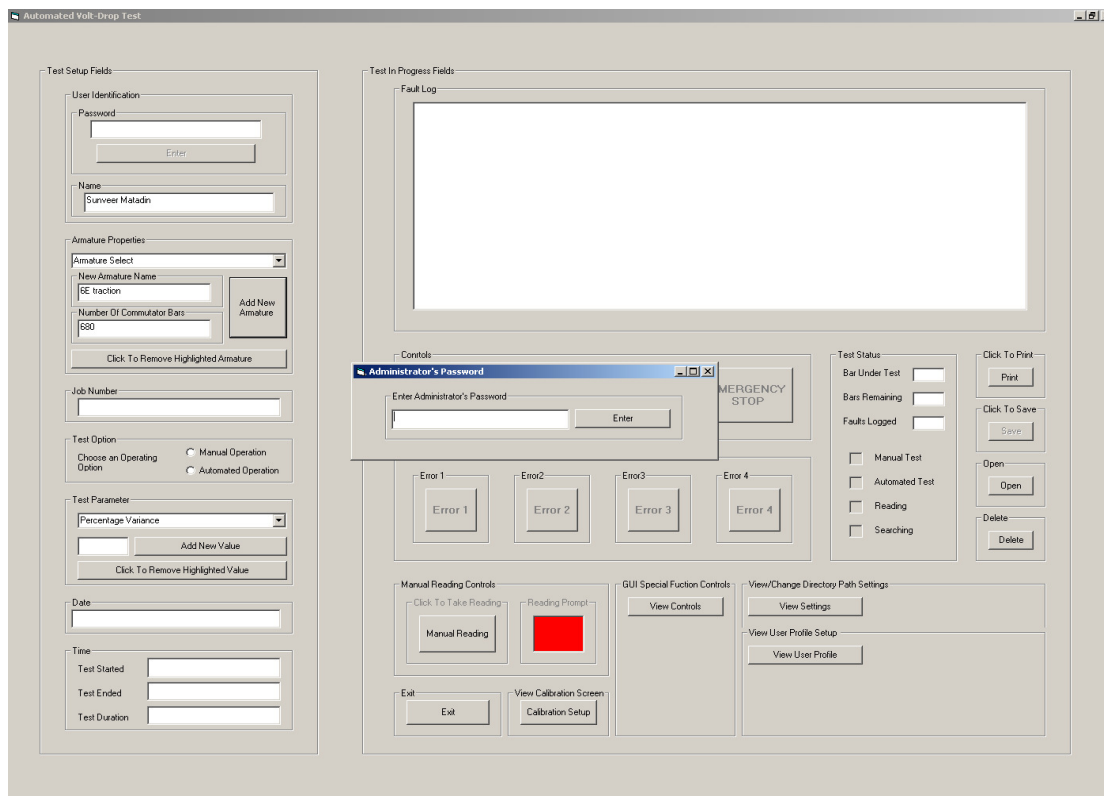 Automated Volt-Drop Test
Test Setup Fields
User Identification
Password
Enter
Name
Sunveer Matadin
Armature Properties
Armature Select
New Armature Name
6E traction
Number Of Commutator Bars
680
Add New
Armature
Click To Remove Highlighted Armature
Job Number
Test Option
Choose an Operating
Option
Manual Operation
Automated Operation
Test Parameter
Percentage Variance
Add New Value
Click To Remove Highlighted Value
Date
Time
Test Started
Test Ended
Test Duration
Test In Progress Fields
Fault Log
Conrtols
MERGENCY
STOP
Administrator's Password
Enter Administrator's Password
Enter
Error 1
Error2
Error3
Error 4
Error 1
Error 2
Error 3
Error 4
Test Status
Bar Under Test
Bars Remaining
Faults Logged
Manual Test
Automated Test
Reading
Searching
Click To Print
Print
Click To Save
Save
Open
Open
Delete
Delete
Manual Reading Controls
Click To Take Reading
Manual Reading
Reading Prompt
GUI Special Fuction Controls
View Controls
View/Change Directory Path Settings
View Settings
View User Profile Setup
View User Profile
Exit
Exit
View Calibration Screen
Calibration Setup